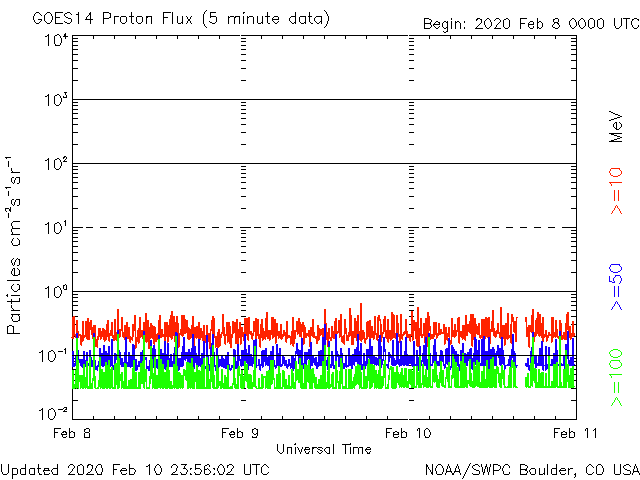 GOES14 Proton Flux (5 minute data)
Begin: 2020 Feb 8 0000 UTC
Particles cm⁻²s⁻¹sr⁻¹
10⁴
10³
10²
10¹
10⁰
10⁻¹
10⁻²
Feb 8
Feb 9
Feb 10
Feb 11
Universal Time
MeV
>=10
>=50
>=100
Updated 2020 Feb 10 23:56:02 UTC
NOAA/SWPC Boulder, CO USA